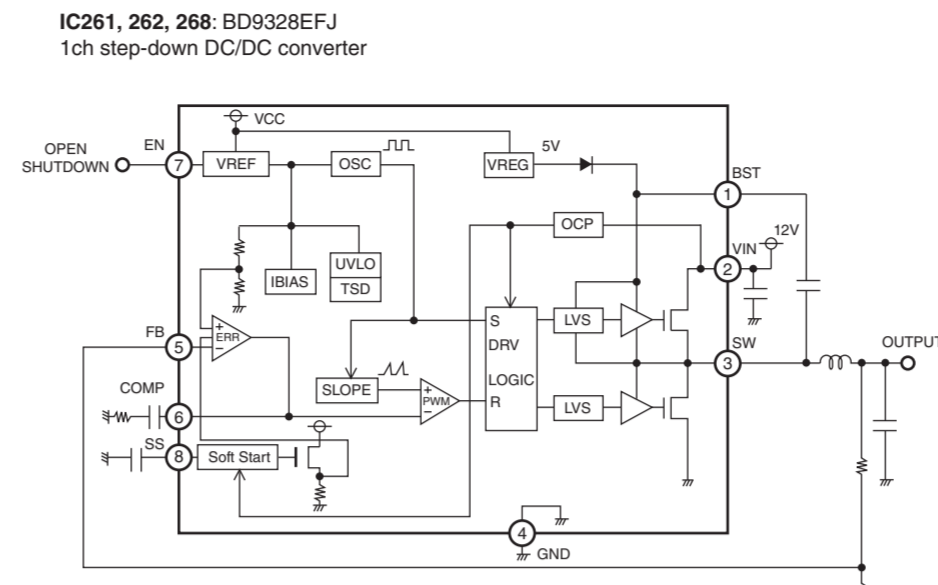 IC261, 262, 268: BD9328EFJ
1ch step-down DC/DC converter
VCC
OPEN
SHUTDOWN
EN
7
VREF
OSC
VREG
5V
BST
1
OCP
VIN
12V
2
IBIAS
UVLO
TSD
LVS
S
DRV
LOGIC
R
SW
3
OUTPUT
FB
5
+
ERR
−
COMP
6
SLOPE
+
PWM
−
LVS
SS
8
Soft Start
4
GND